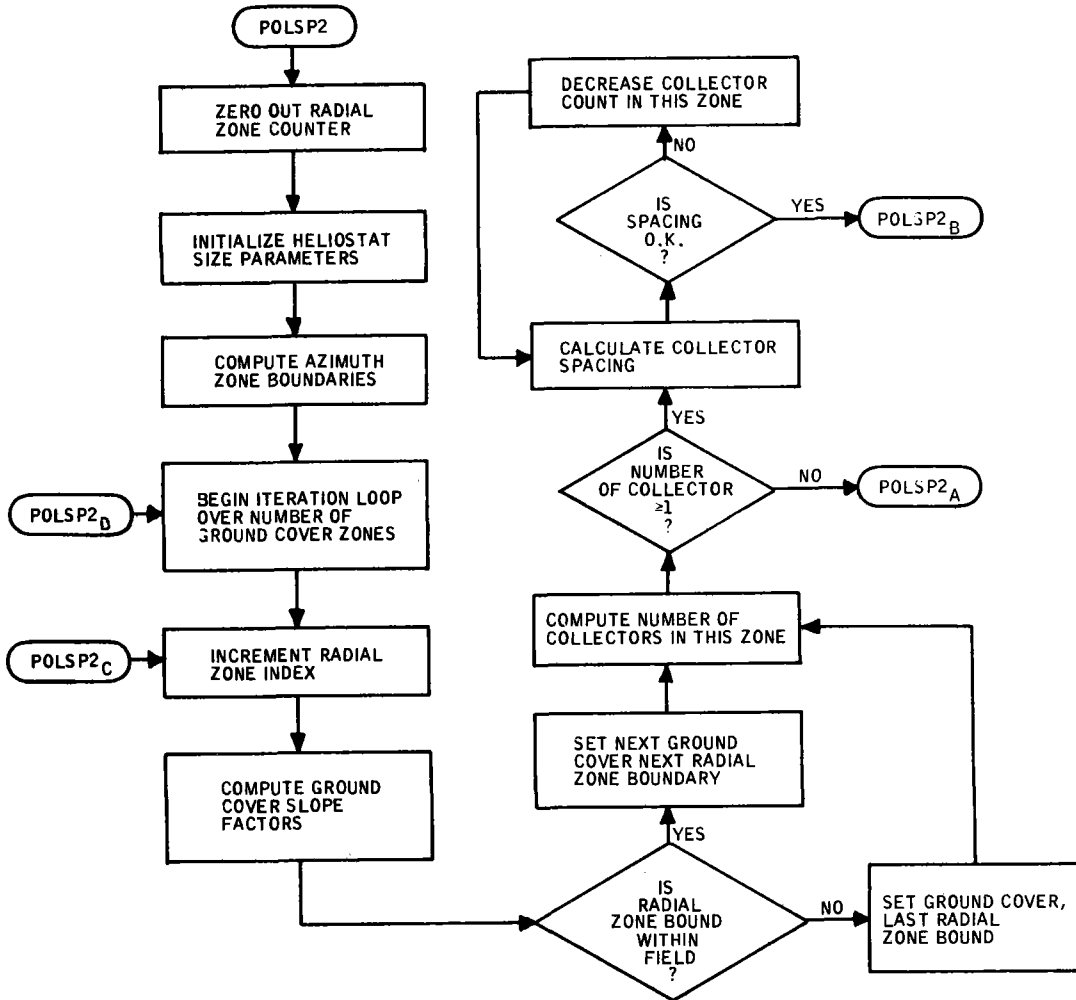 POLSP2
ZERO OUT RADIAL
ZONE COUNTER
INITIALIZE HELIOSTAT
SIZE PARAMETERS
COMPUTE AZIMUTH
ZONE BOUNDARIES
POLSP2D
BEGIN ITERATION LOOP
OVER NUMBER OF
GROUND COVER ZONES
POLSP2C
INCREMENT RADIAL
ZONE INDEX
COMPUTE GROUND
COVER SLOPE
FACTORS
DECREASE COLLECTOR
COUNT IN THIS ZONE
NO
IS
SPACING
O.K.
?
YES
POLSP2B
CALCULATE COLLECTOR
SPACING
YES
IS
NUMBER
OF COLLECTOR
≥1
?
NO
POLSP2A
COMPUTE NUMBER OF
COLLECTORS IN THIS ZONE
SET NEXT GROUND
COVER NEXT RADIAL
ZONE BOUNDARY
YES
IS
RADIAL
ZONE BOUND
WITHIN
FIELD
?
NO
SET GROUND COVER,
LAST RADIAL
ZONE BOUND